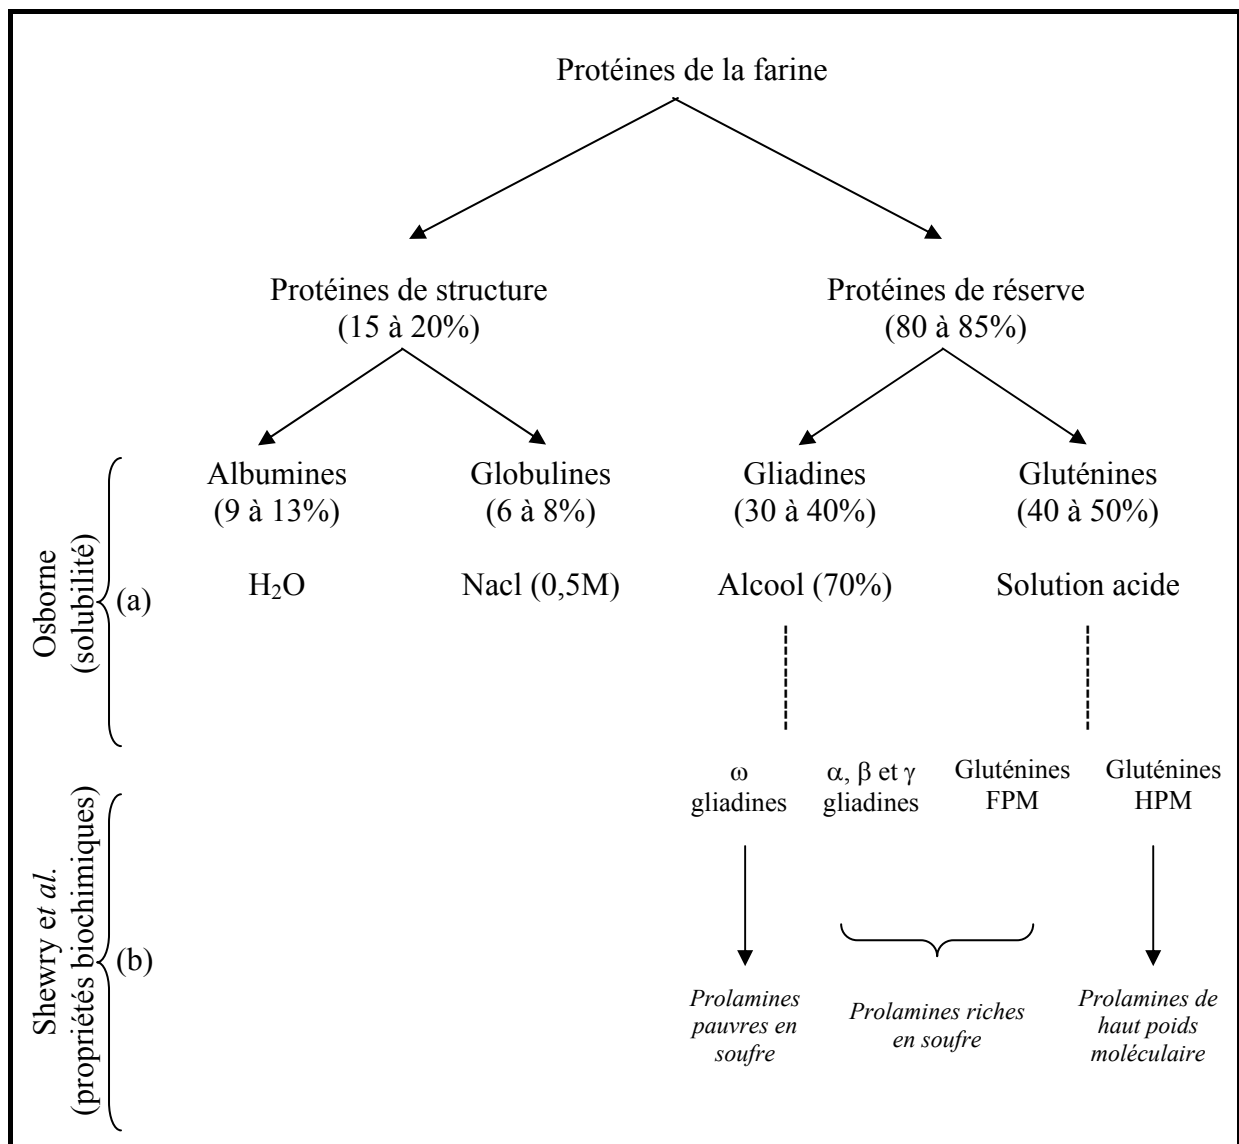 Protéines de la farine
Protéines de structure
(15 à 20%)
Protéines de réserve
(80 à 85%)
Albumines
(9 à 13%)
Globulines
(6 à 8%)
Gliadines
(30 à 40%)
Gluténines
(40 à 50%)
Osborne
(solubilité)
(a)
H₂O
Nacl (0,5M)
Alcool (70%)
Solution acide
ω
gliadines
α, β et γ
gliadines
Gluténines
FPM
Gluténines
HPM
Shewry et al.
(propriétés biochimiques)
(b)
Prolamines
pauvres en
soufre
Prolamines riches
en soufre
Prolamines de
haut poids
moléculaire